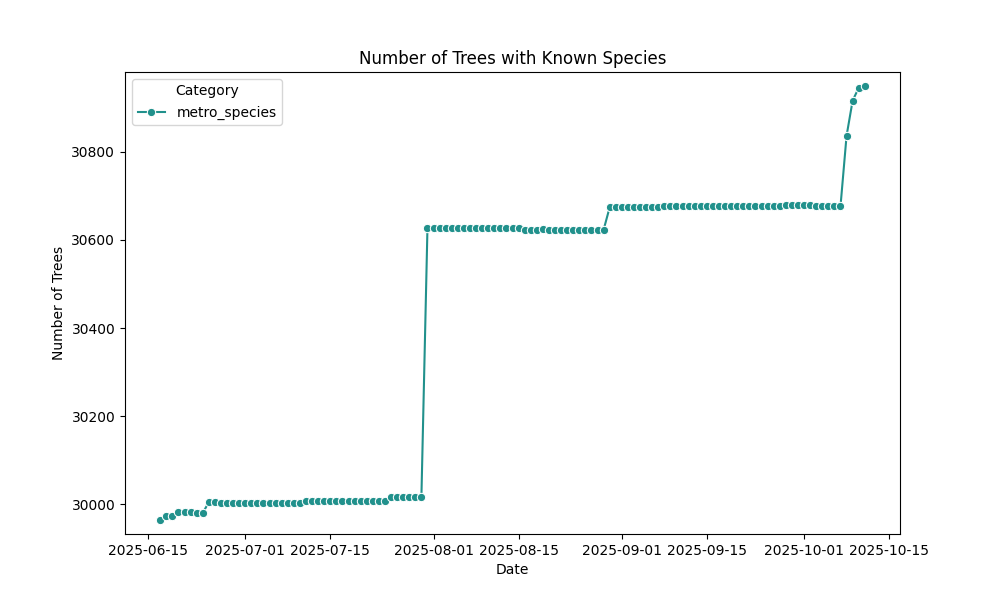 Number of Trees with Known Species
Category
metro_species
30800
30600
30400
30200
30000
Number of Trees
2025-06-15 2025-07-01 2025-07-15 2025-08-01 2025-08-15 2025-09-01 2025-09-15 2025-10-01 2025-10-15
Date